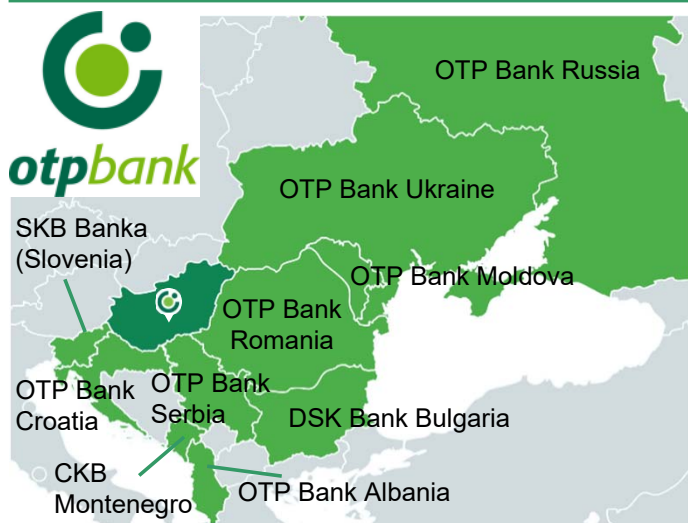 otpbank
OTP Bank Russia
OTP Bank Ukraine
SKB Banka
(Slovenia)
OTP Bank Moldova
OTP Bank
Romania
OTP Bank
Croatia
OTP Bank
Serbia
DSK Bank Bulgaria
CKB
Montenegro
OTP Bank Albania